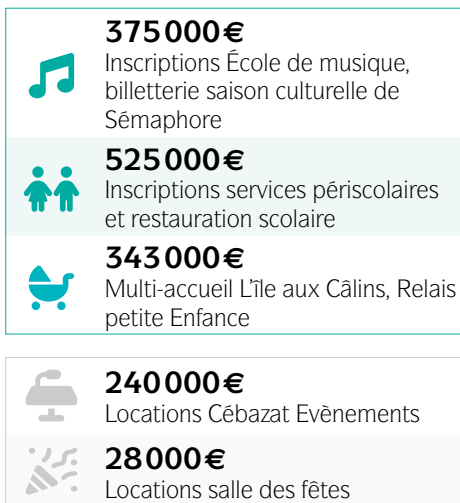 375 000 €
Inscriptions École de musique,
billetterie saison culturelle de
Sémaphore
525 000 €
Inscriptions services périscolaires
et restauration scolaire
343 000 €
Multi-accueil L’île aux Câlins, Relais
petite Enfance
240 000 €
Locations Cébazat Evènements
28 000 €
Locations salle des fêtes